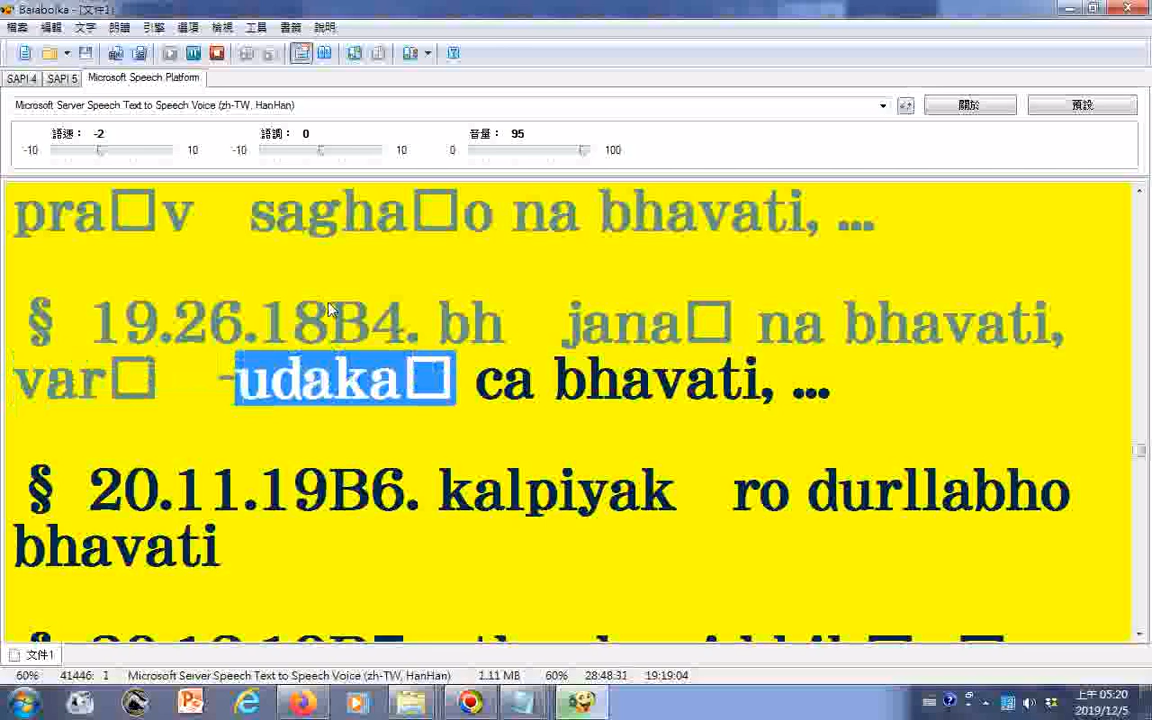 Balabolka - [文件1]
檔案 編輯 文字 朗讀 引擎 選項 檢視 工具 書籤 說明
SAPI 4 SAPI 5 Microsoft Speech Platform
Microsoft Server Speech Text to Speech Voice (zh-TW, HanHan)
關於 預設
語速： -2 語調： 0 音量： 95
-10 10 -10 10 0 100
pra□v sagha□o na bhavati, ...
§ 19.26.18B4. bh jana□ na bhavati,
var□ -udaka□ ca bhavati, ...
§ 20.11.19B6. kalpiyak ro durllabho
bhavati
文件1
60% 41446: 1 Microsoft Server Speech Text to Speech Voice (zh-TW, HanHan) 1.11 MB 60% 28:48:31 19:19:04
上午 05:20
2019/12/5